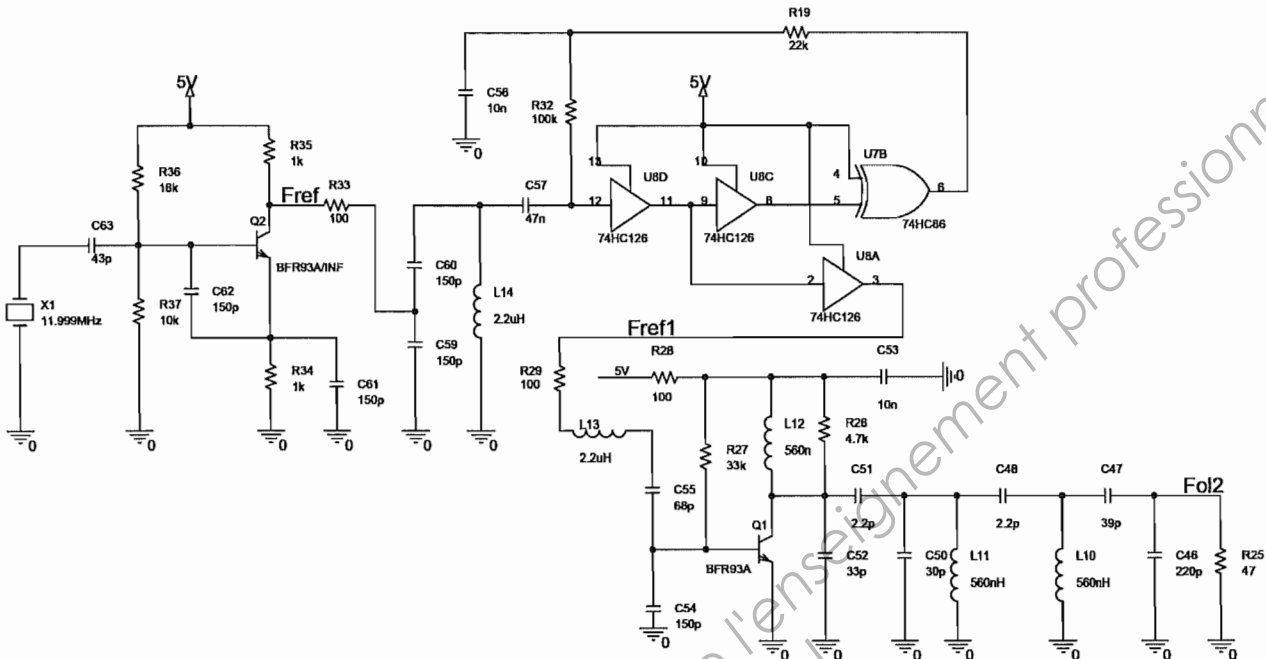 R19
22k
5V
C56
10n
R32
100k
5V
R35
1k
R36
18k
Fref
R33
100
C57
47n
13
U8D
12
11
74HC126
10
U8C
9
8
74HC126
U7B
4
5
6
74HC86
C63
43p
Q2
BFR93A/INF
X1
11.999MHz
R37
10k
C62
150p
C60
150p
L14
2.2uH
U8A
2
3
74HC126
R34
1k
C61
150p
C59
150p
Fref1
R29
100
5V
R28
100
C53
10n
0
L13
2.2uH
R27
33k
L12
560n
R26
4.7k
C55
68p
C51
2.2p
C48
2.2p
C47
39p
Fol2
Q1
BFR93A
C52
33p
C50
30p
L11
560nH
L10
560nH
C46
220p
R25
47
C54
150p
0
0
0
0
0
0
0
0
0
0
0
0
0
0
e l'enseignement professionn